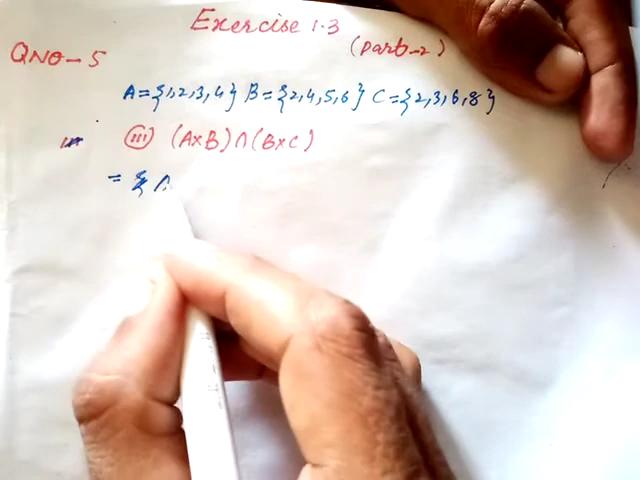 Exercise 1.3
(Part-2)
QNO-5
A={1,2,3,4} B={2,4,5,6} C={2,3,6,8}
(iii) (A×B)∩(B×C)
= {